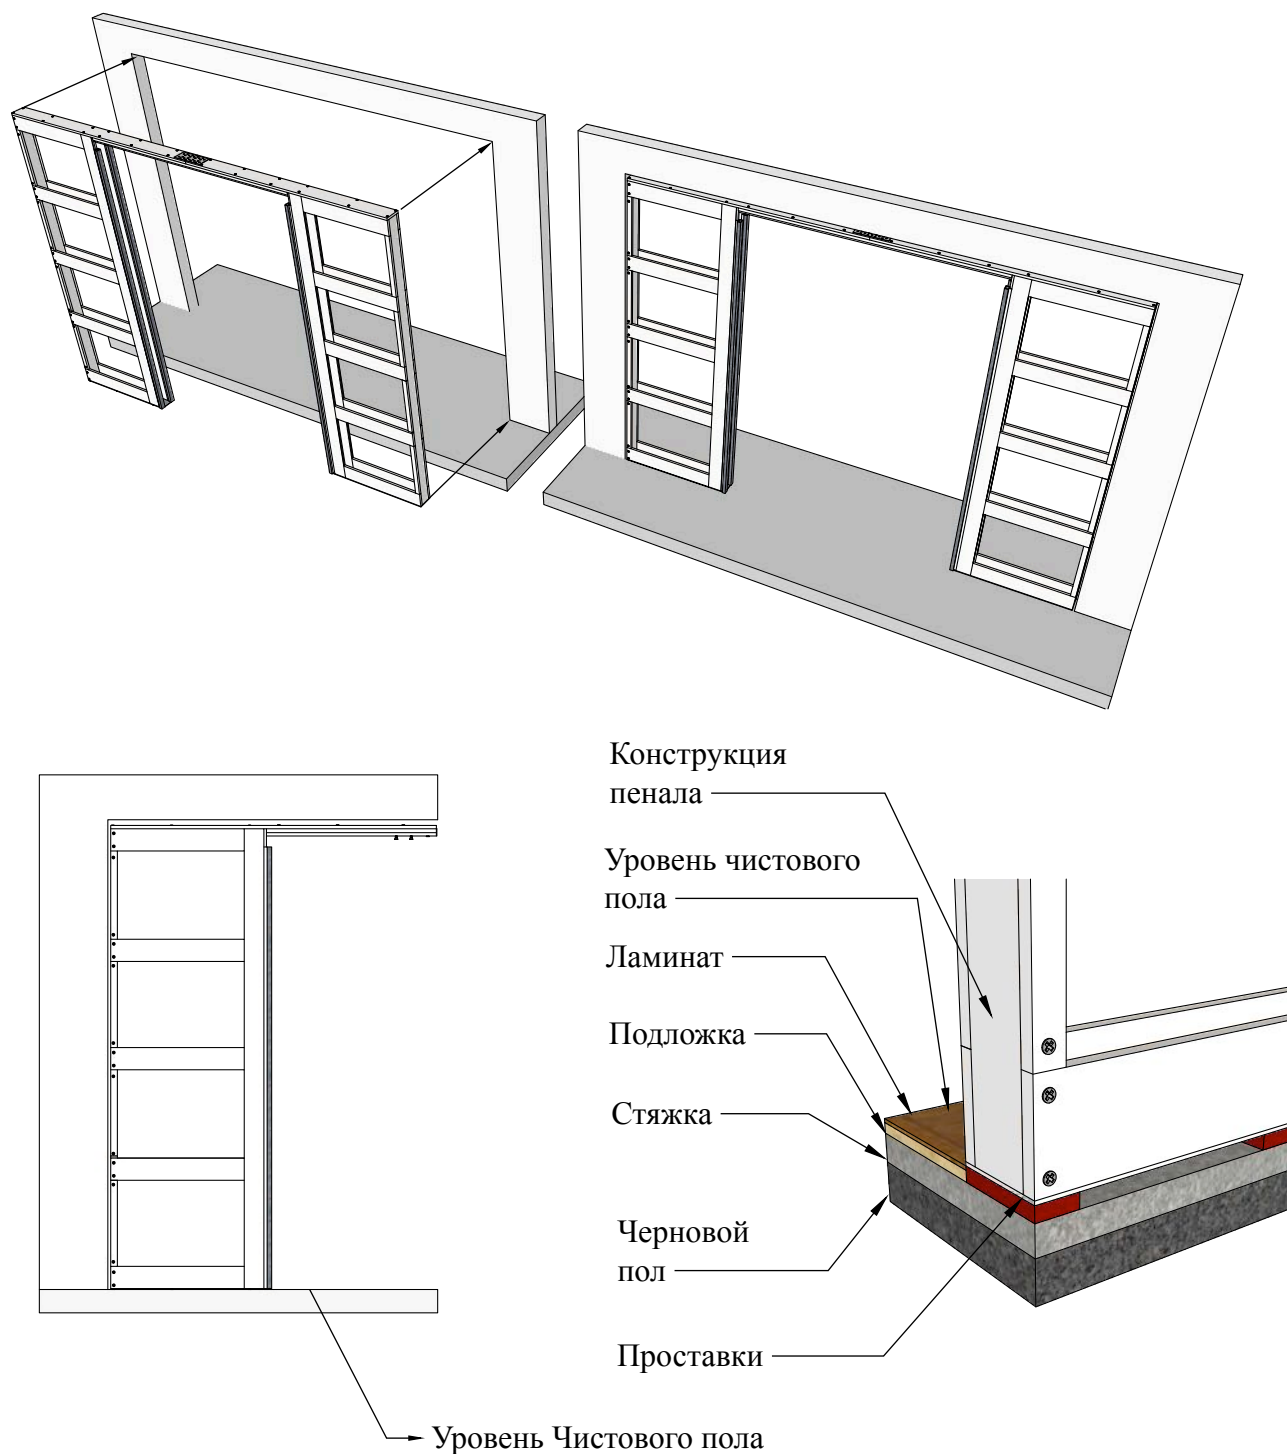 Конструкция
пенала
Уровень чистового
пола
Ламинат
Подложка
Стяжка
Черновой
пол
Проставки
Уровень Чистового пола